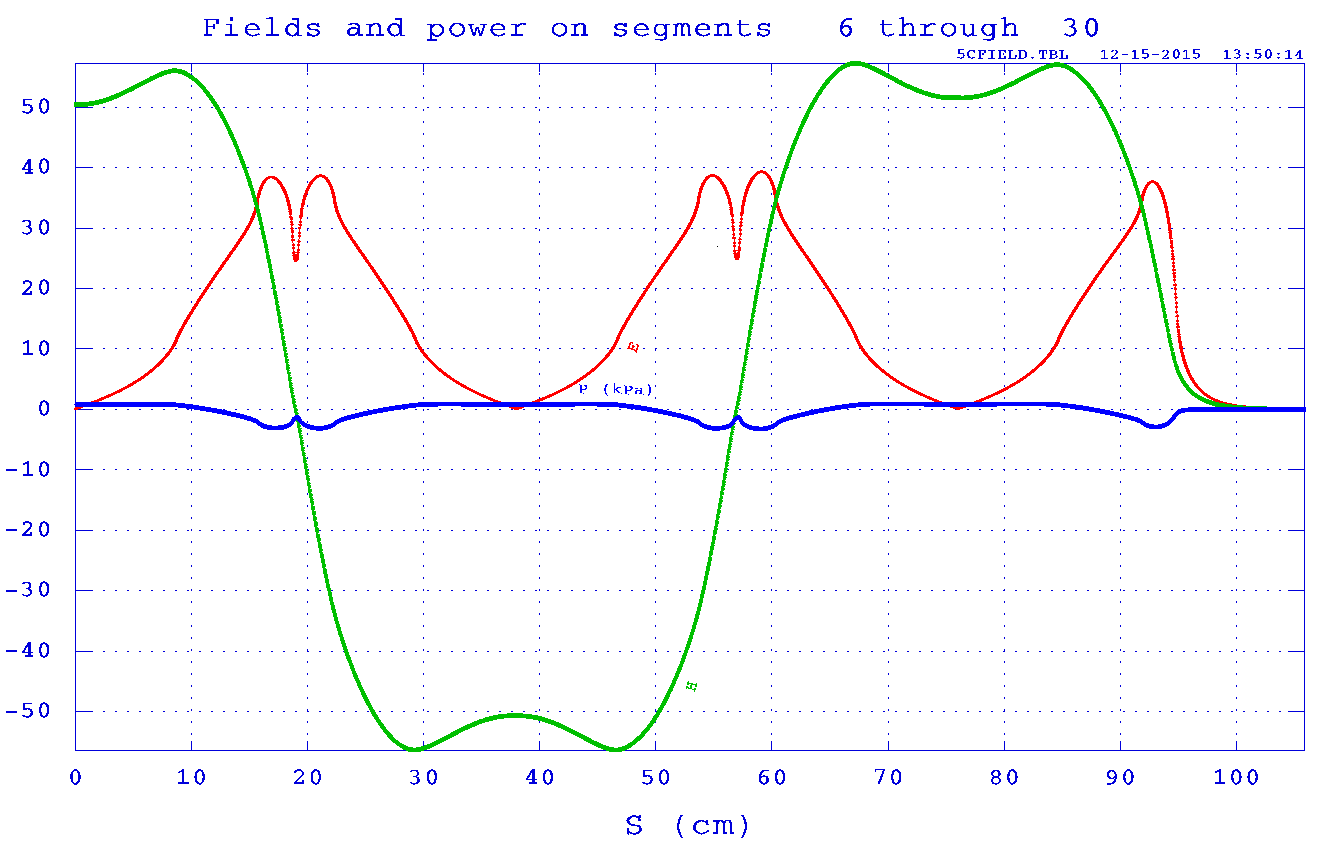 Fields and power on segments 6 through 30
5CFIELD.TBL 12-15-2015 13:50:14
50
40
30
20
10
0
-10
-20
-30
-40
-50
E
P (kPa)
H
0 10 20 30 40 50 60 70 80 90 100
S (cm)